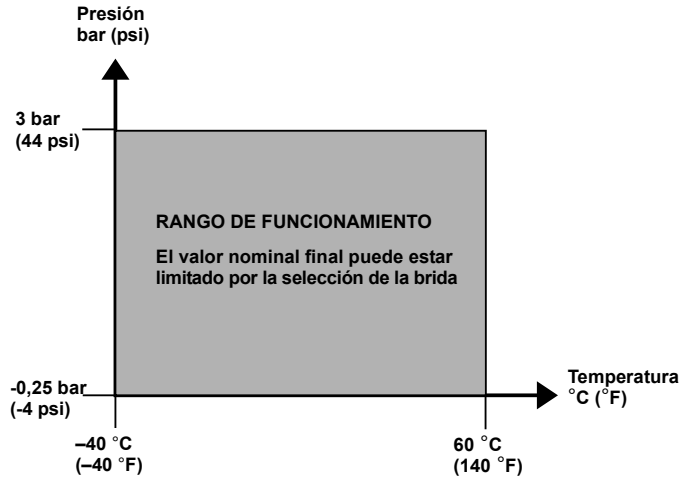 Presión
bar (psi)
3 bar
(44 psi)
RANGO DE FUNCIONAMIENTO
El valor nominal final puede estar
limitado por la selección de la brida
-0,25 bar
(-4 psi)
Temperatura
°C (°F)
–40 °C
(–40 °F)
60 °C
(140 °F)